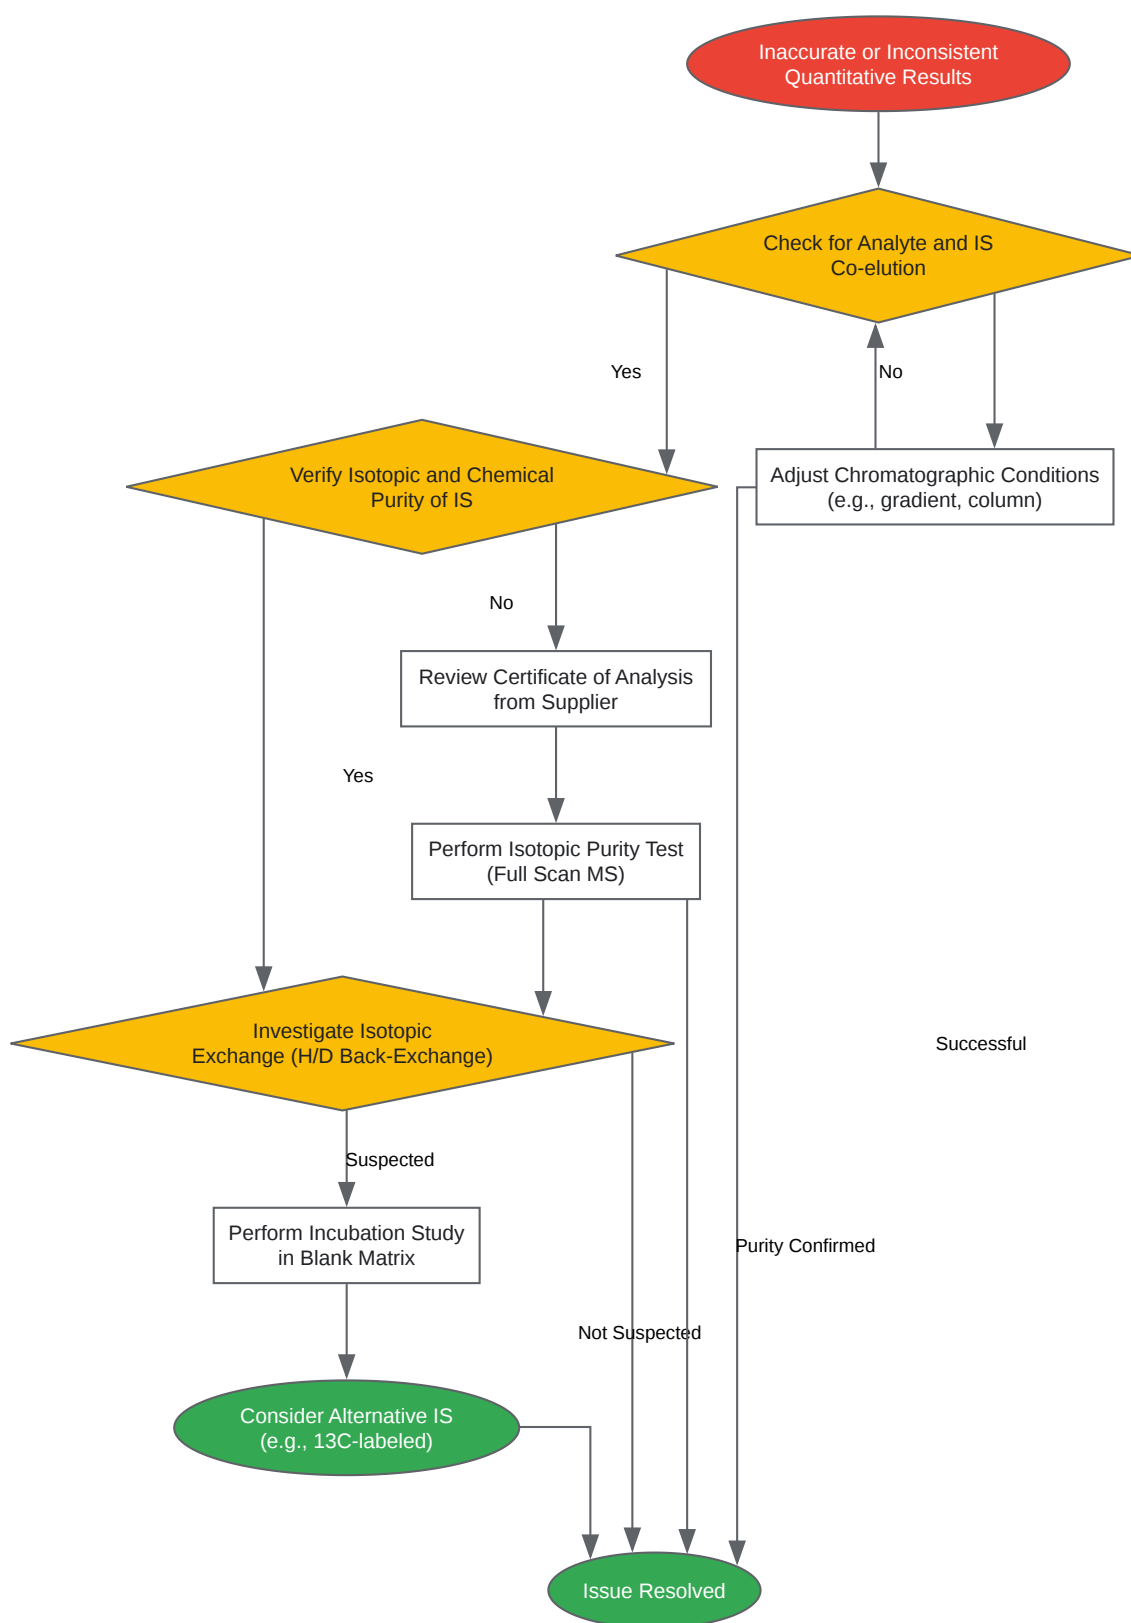 Inaccurate or Inconsistent
Quantitative Results
Check for Analyte and IS
Co-elution
Yes
No
Verify Isotopic and Chemical
Purity of IS
Adjust Chromatographic Conditions
(e.g., gradient, column)
No
Review Certificate of Analysis
from Supplier
Yes
Perform Isotopic Purity Test
(Full Scan MS)
Investigate Isotopic
Exchange (H/D Back-Exchange)
Successful
Suspected
Perform Incubation Study
in Blank Matrix
Purity Confirmed
Not Suspected
Consider Alternative IS
(e.g., 13C-labeled)
Issue Resolved